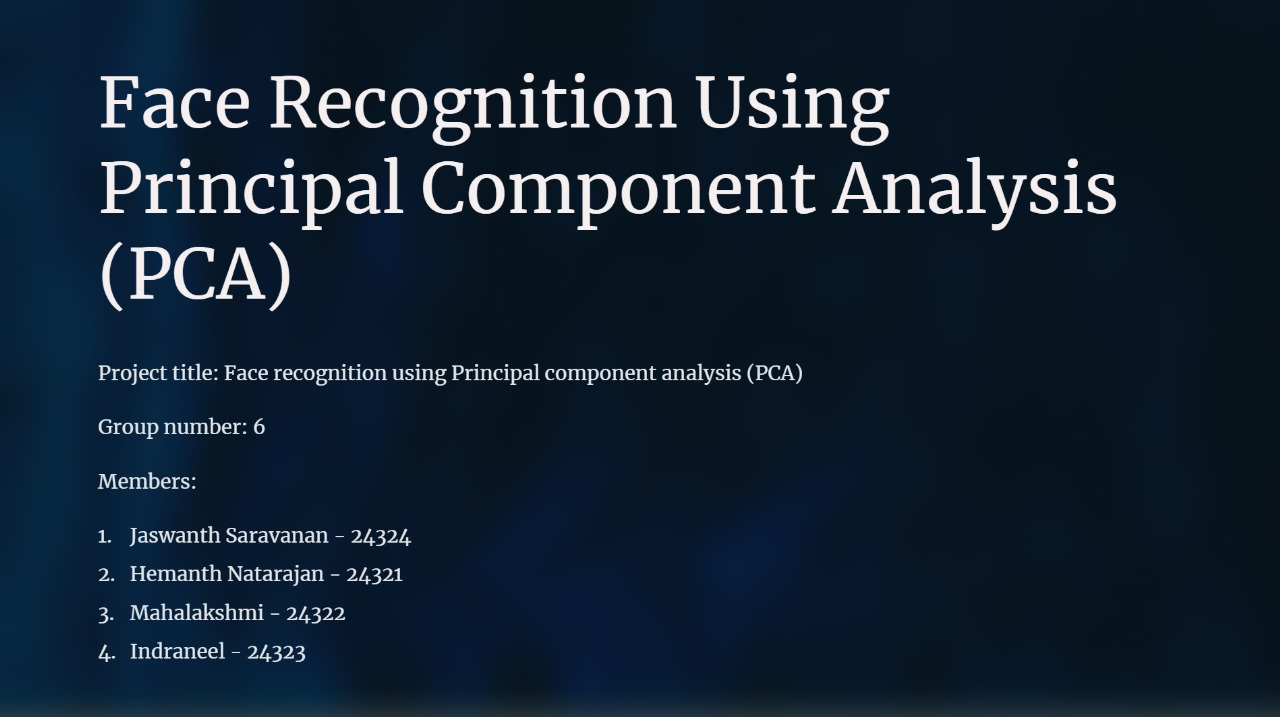 Face Recognition Using
Principal Component Analysis
(PCA)
Project title: Face recognition using Principal component analysis (PCA)
Group number: 6
Members:
1. Jaswanth Saravanan - 24324
2. Hemanth Natarajan - 24321
3. Mahalakshmi - 24322
4. Indraneel - 24323